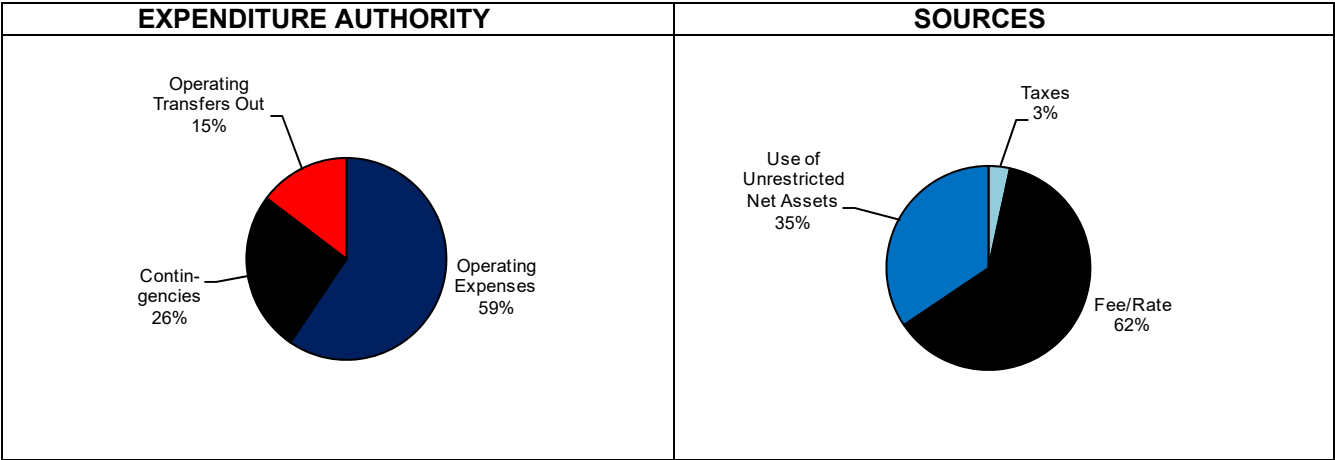 EXPENDITURE AUTHORITY
Operating
Transfers Out
15%
Contin-
gencies
26%
Operating
Expenses
59%
SOURCES
Taxes
3%
Use of
Unrestricted
Net Assets
35%
Fee/Rate
62%